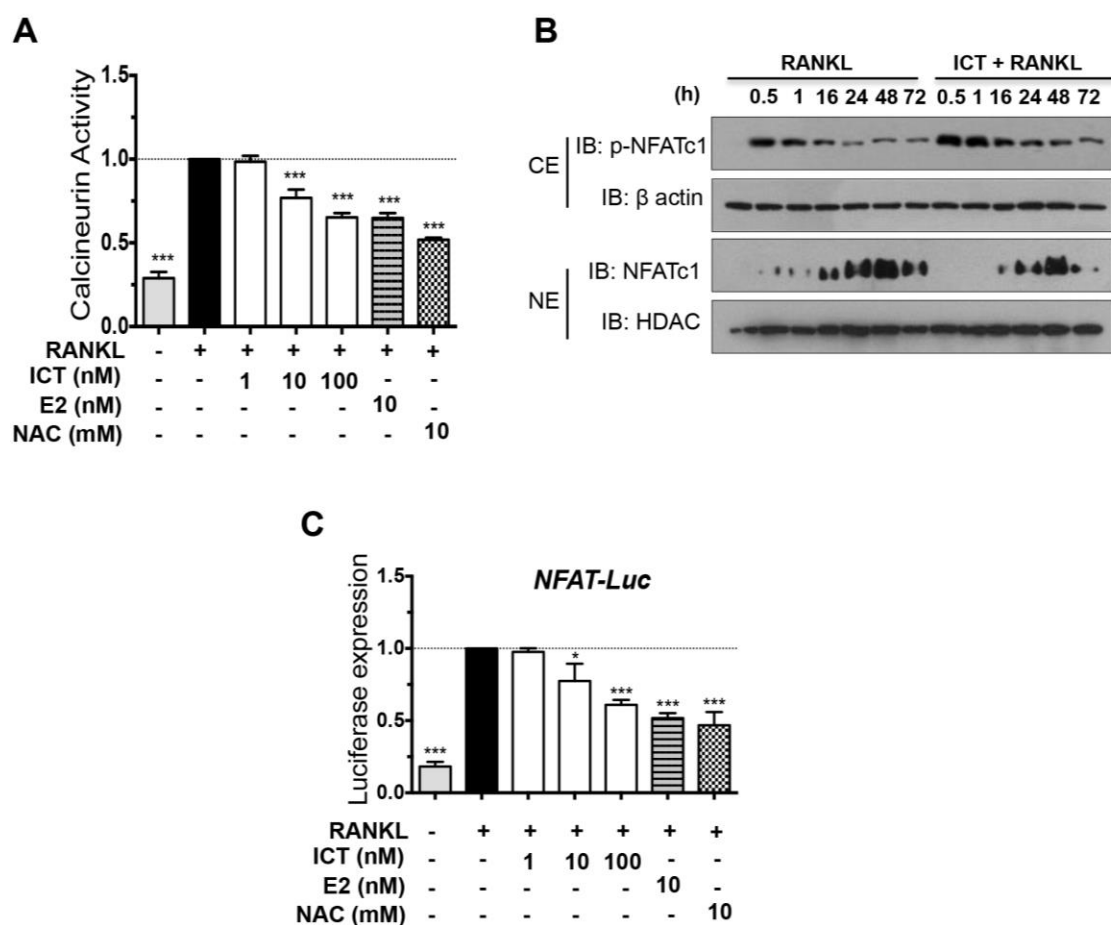 A
Calcineurin Activity
1.5
1.0
0.5
0.0
*** *** *** *** ***
RANKL - + + + + + +
ICT (nM) - - 1 10 100 - -
E2 (nM) - - - - - 10 -
NAC (mM) - - - - - - 10
B
RANKL ICT + RANKL
(h) 0.5 1 16 24 48 72 0.5 1 16 24 48 72
CE
IB: p-NFATc1
IB: β actin
NE
IB: NFATc1
IB: HDAC
C
NFAT-Luc
Luciferase expression
1.5
1.0
0.5
0.0
*** * *** *** ***
RANKL - + + + + + +
ICT (nM) - - 1 10 100 - -
E2 (nM) - - - - - 10 -
NAC (mM) - - - - - - 10